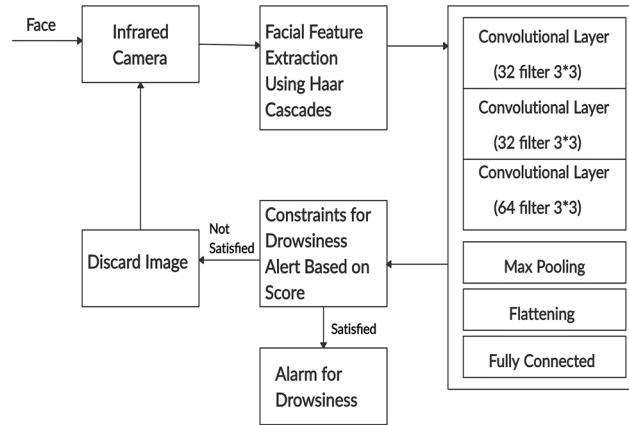 Face
Infrared
Camera
Facial Feature
Extraction
Using Haar
Cascades
Convolutional Layer
(32 filter 3*3)
Convolutional Layer
(32 filter 3*3)
Convolutional Layer
(64 filter 3*3)
Max Pooling
Flattening
Fully Connected
Constraints for
Drowsiness
Alert Based on
Score
Not
Satisfied
Discard Image
Satisfied
Alarm for
Drowsiness